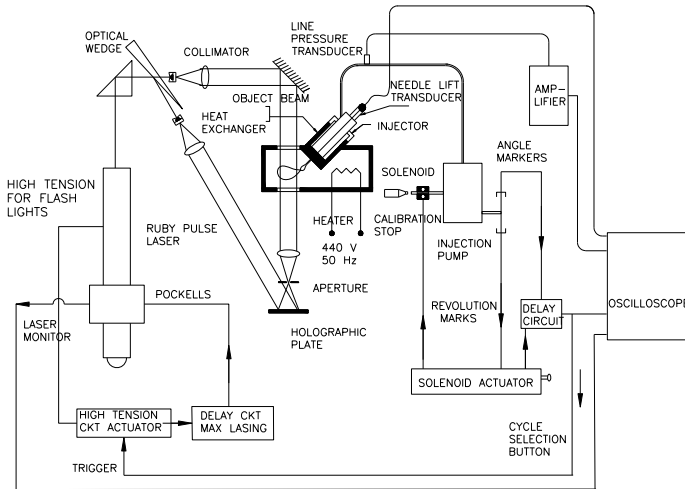 OPTICAL
WEDGE
COLLIMATOR
LINE
PRESSURE
TRANSDUCER
OBJECT BEAM
HEAT
EXCHANGER
NEEDLE LIFT
TRANSDUCER
INJECTOR
AMP-
LIFIER
ANGLE
MARKERS
SOLENOID
HIGH TENSION
FOR FLASH
LIGHTS
RUBY PULSE
LASER
HEATER
440 V
50 Hz
CALIBRATION
STOP
INJECTION
PUMP
POCKELLS
APERTURE
REVOLUTION
MARKS
DELAY
CIRCUIT
OSCILLOSCOPE
LASER
MONITOR
HOLOGRAPHIC
PLATE
SOLENOID ACTUATOR
HIGH TENSION
CKT ACTUATOR
DELAY CKT
MAX LASING
CYCLE
SELECTION
BUTTON
TRIGGER